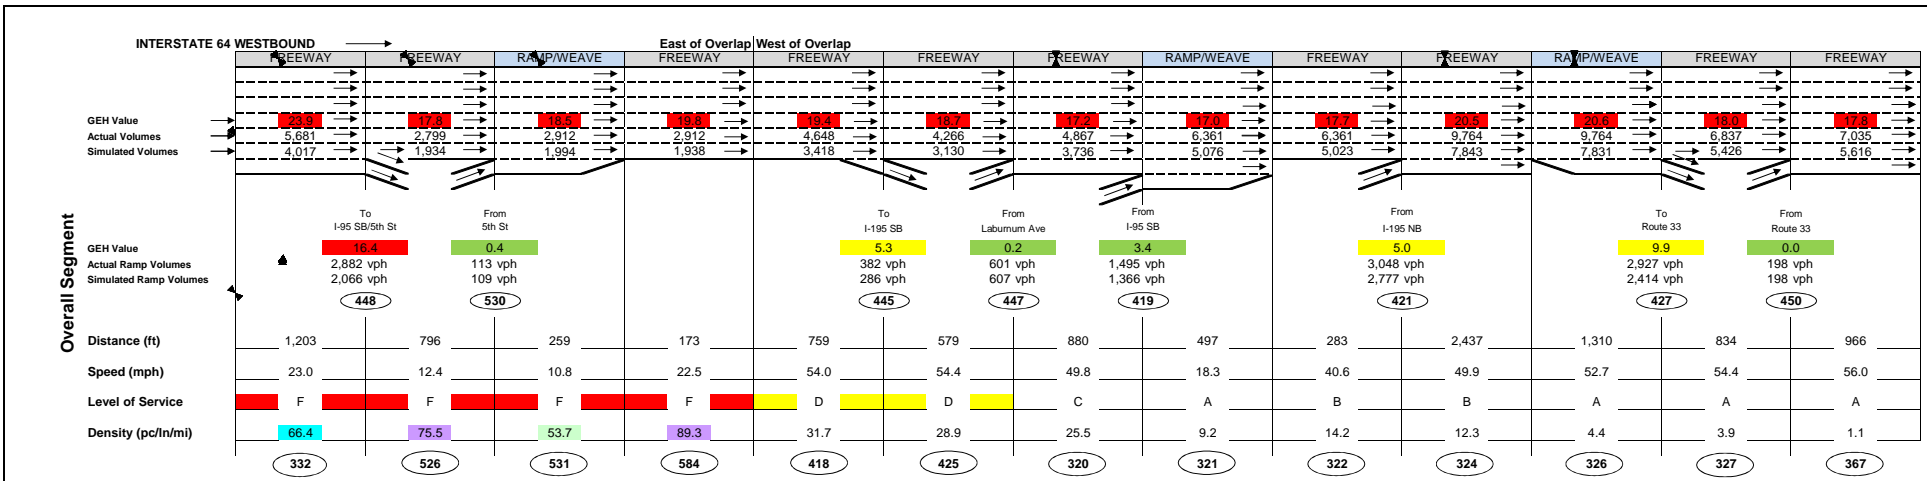 INTERSTATE 64 WESTBOUND East of Overlap West of Overlap
FREEWAY FREEWAY RAMP/WEAVE FREEWAY FREEWAY FREEWAY FREEWAY RAMP/WEAVE FREEWAY FREEWAY RAMP/WEAVE FREEWAY FREEWAY
GEH Value 23.9 17.8 18.5 19.8 19.4 18.7 17.2 17.0 17.7 20.5 20.6 18.0 17.8
Actual Volumes 5,681 2,799 2,912 2,912 4,648 4,266 4,867 6,361 6,361 9,764 9,764 6,837 7,035
Simulated Volumes 4,017 1,934 1,994 1,938 3,418 3,130 3,736 5,076 5,023 7,843 7,831 5,426 5,616
To From To From From From To From
I-95 SB/5th St 5th St I-195 SB Laburnum Ave I-95 SB I-195 NB Route 33 Route 33
GEH Value 16.4 0.4 5.3 0.2 3.4 5.0 9.9 0.0
Actual Ramp Volumes 2,882 vph 113 vph 382 vph 601 vph 1,495 vph 3,048 vph 2,927 vph 198 vph
Simulated Ramp Volumes 2,066 vph 109 vph 286 vph 607 vph 1,366 vph 2,777 vph 2,414 vph 198 vph
448 530 445 447 419 421 427 450
Overall Segment
Distance (ft) 1,203 796 259 173 759 579 880 497 283 2,437 1,310 834 966
Speed (mph) 23.0 12.4 10.8 22.5 54.0 54.4 49.8 18.3 40.6 49.9 52.7 54.4 56.0
Level of Service F F F F D D C A B B A A A
Density (pc/ln/mi) 66.4 75.5 53.7 89.3 31.7 28.9 25.5 9.2 14.2 12.3 4.4 3.9 1.1
332 526 531 584 418 425 320 321 322 324 326 327 367